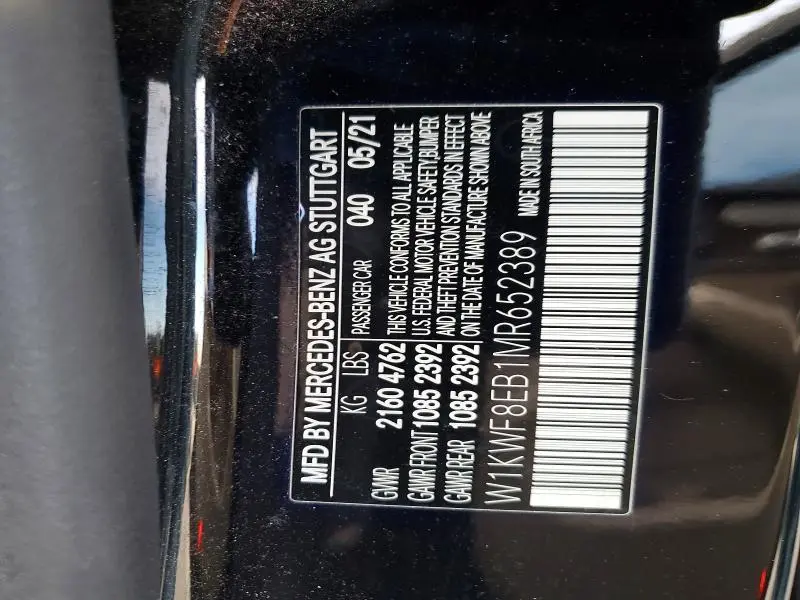 MFD BY MERCEDES-BENZ AG STUTTGART
KG LBS PASSENGER CAR 040 05/21
GVWR 2160 4762 THIS VEHICLE CONFORMS TO ALL APPLICABLE
GAWR FRONT 1085 2392 U.S. FEDERAL MOTOR VEHICLE SAFETY,BUMPER
GAWR REAR 1085 2392 AND THEFT PREVENTION STANDARDS IN EFFECT
ON THE DATE OF MANUFACTURE SHOWN ABOVE
W1KWF8EB1MR652389 MADE IN SOUTH AFRICA